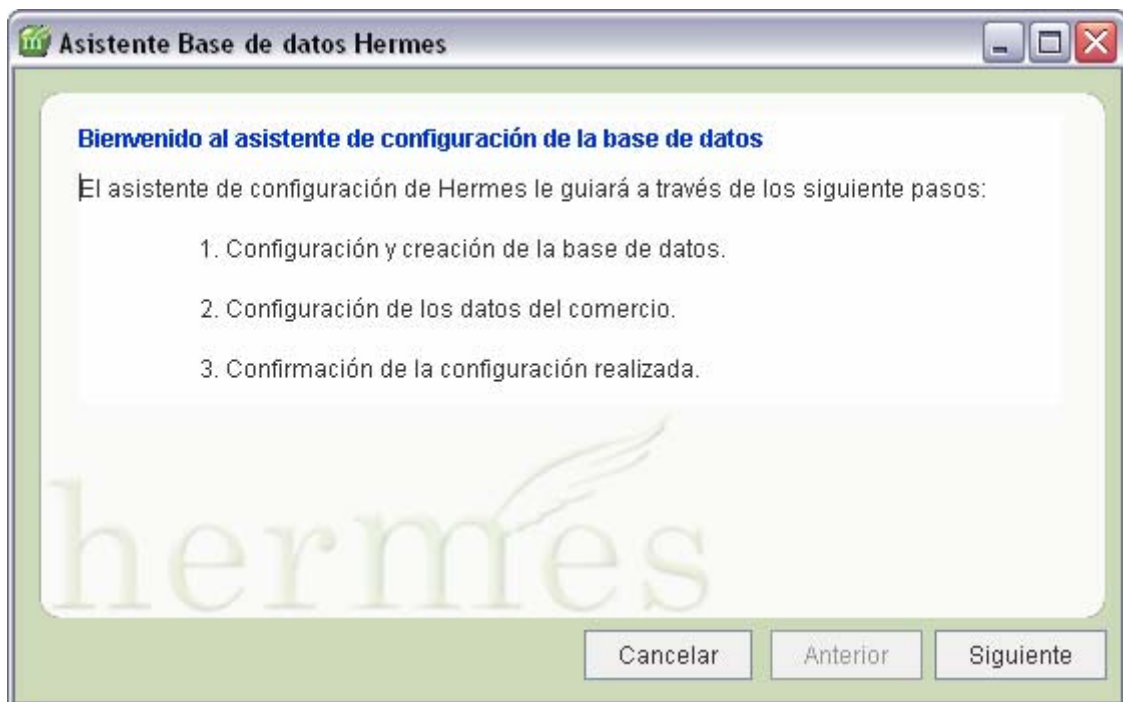 Asistente Base de datos Hermes
Bienvenido al asistente de configuración de la base de datos
El asistente de configuración de Hermes le guiará a través de los siguiente pasos:
1. Configuración y creación de la base de datos.
2. Configuración de los datos del comercio.
3. Confirmación de la configuración realizada.
hermes
Cancelar
Anterior
Siguiente